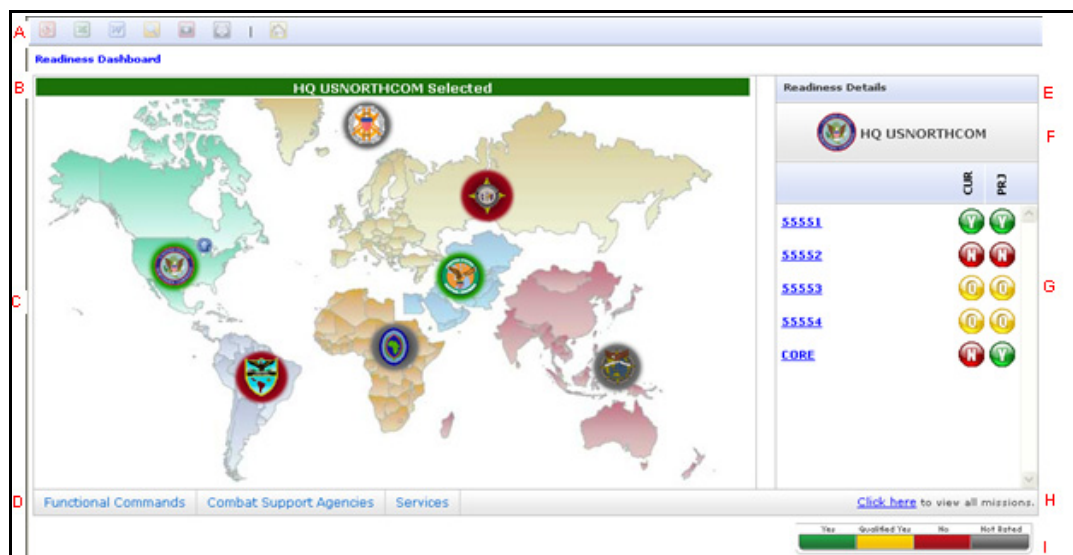 A
Readiness Dashboard
B
HQ USNORTHCOM Selected
Readiness Details
E
HQ USNORTHCOM
F
CUR PRJ
55551 Y Y
55552 N N
55553 Q Q
55554 Q Q
CORE N Y
C
G
D
Functional Commands Combat Support Agencies Services
Click here to view all missions.
H
Yes Qualified Yes No Not Rated
I